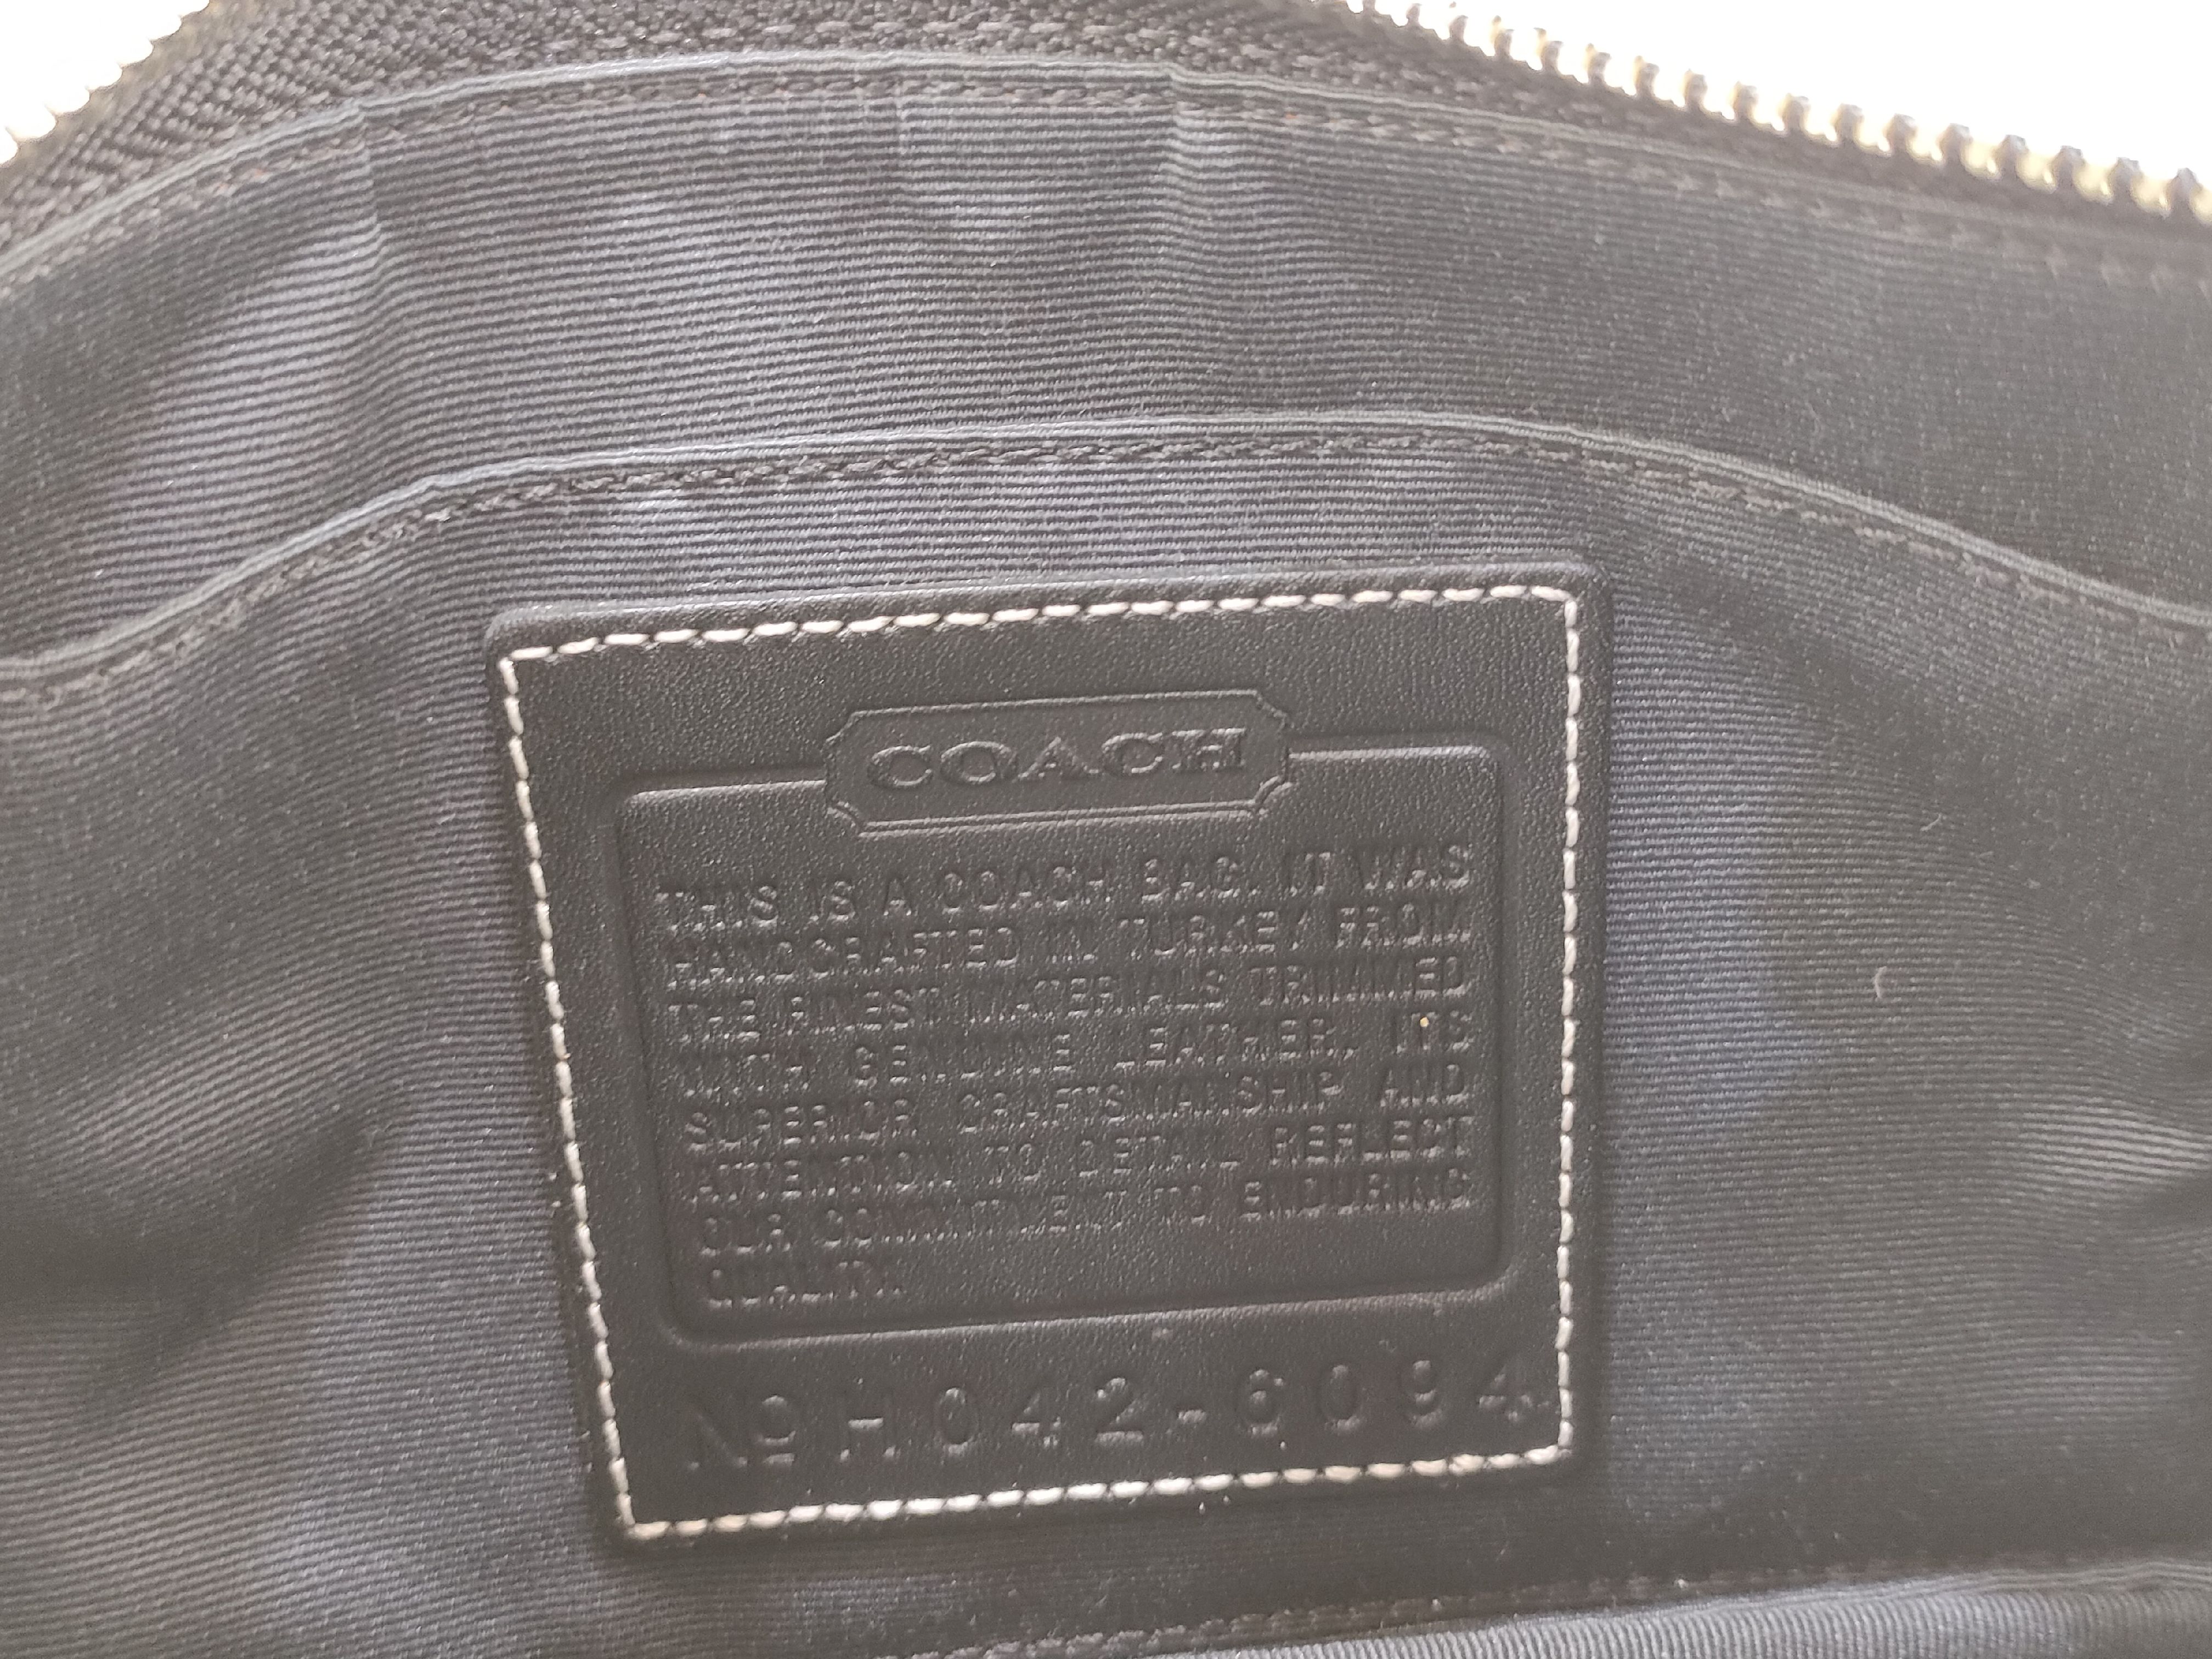 COACH
THIS IS A COACH BAG. IT WAS
HANDCRAFTED IN TURKEY FROM
THE FINEST MATERIALS TRIMMED
WITH GENUINE LEATHER. ITS
SUPERIOR CRAFTSMANSHIP AND
ATTENTION TO DETAIL REFLECT
OUR COMMITMENT TO ENDURING
QUALITY.
Nº H042-6094